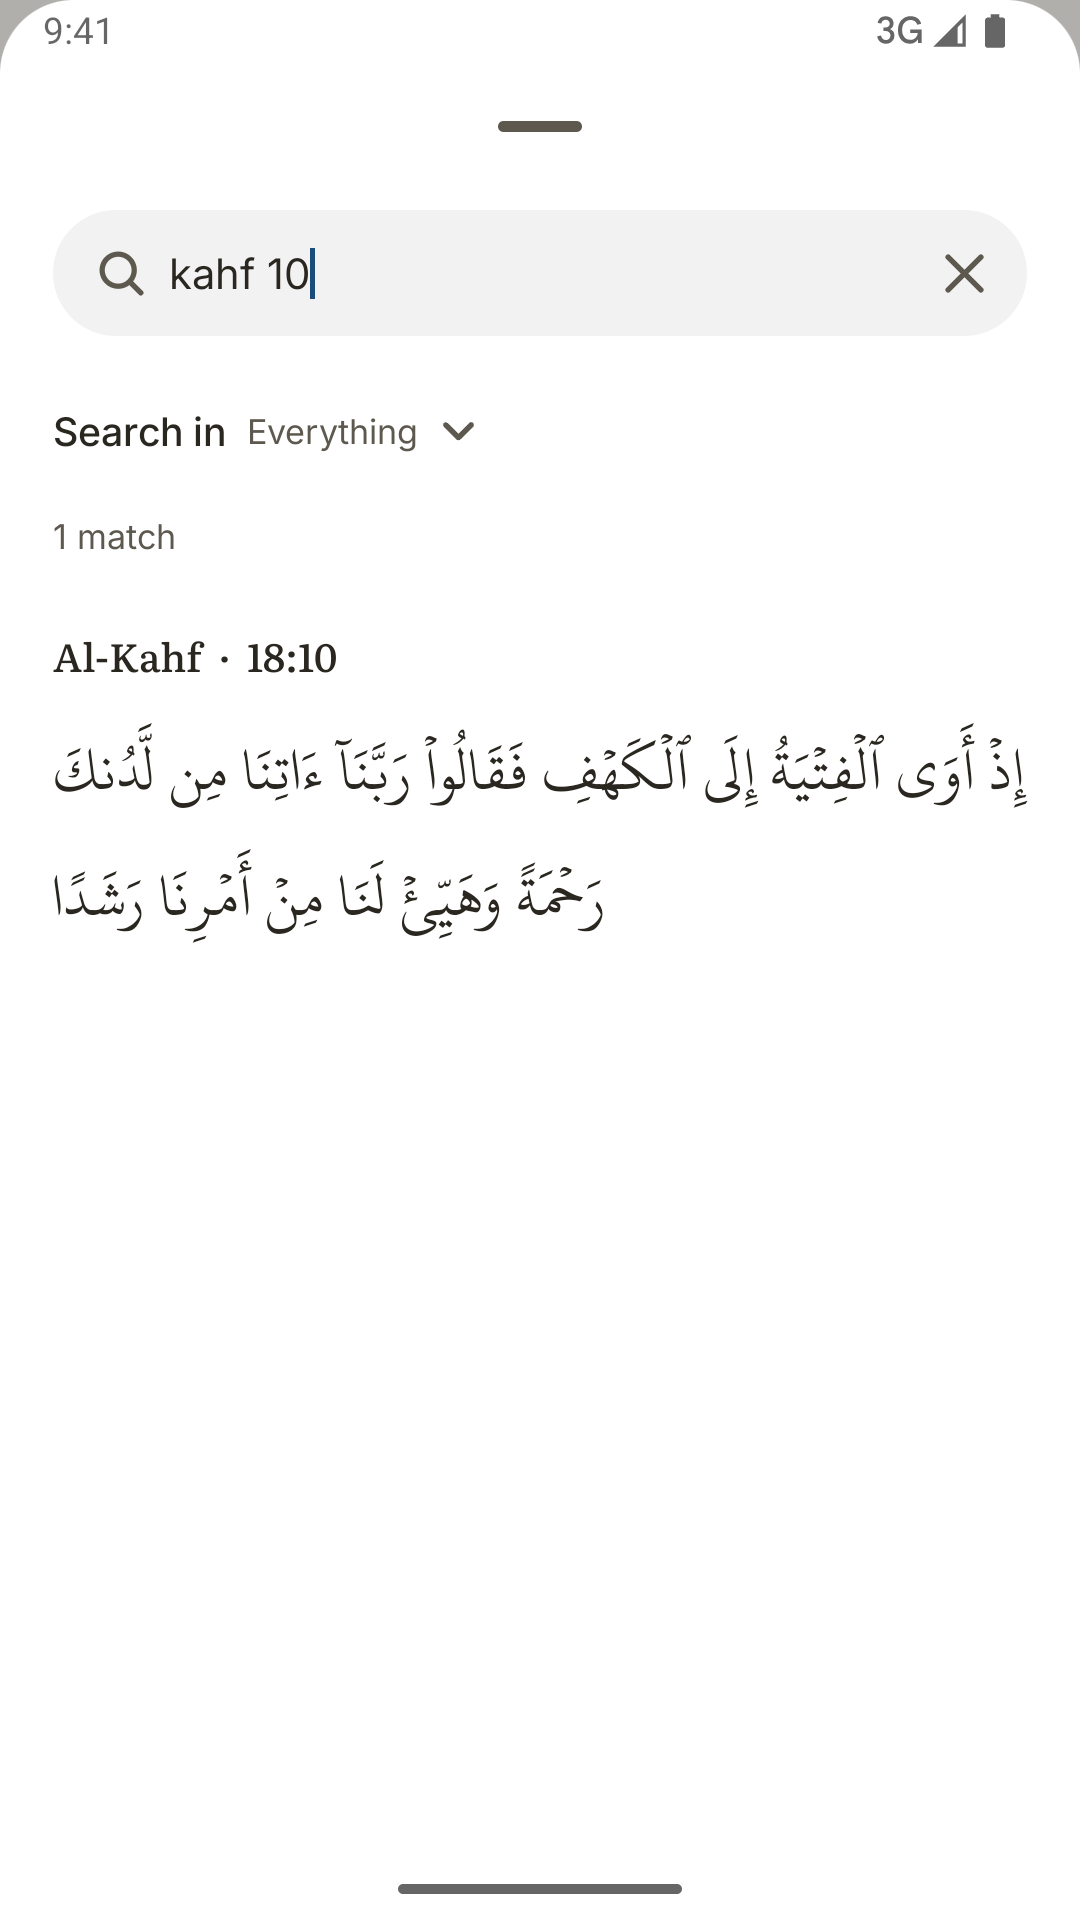 9:41
3G
kahf 10
Search in Everything
1 match
Al-Kahf · 18:10
إِذۡ أَوَى ٱلۡفِتۡيَةُ إِلَى ٱلۡكَهۡفِ فَقَالُواْ رَبَّنَآ ءَاتِنَا مِن لَّدُنكَ
رَحۡمَةٗ وَهَيِّئۡ لَنَا مِنۡ أَمۡرِنَا رَشَدٗا